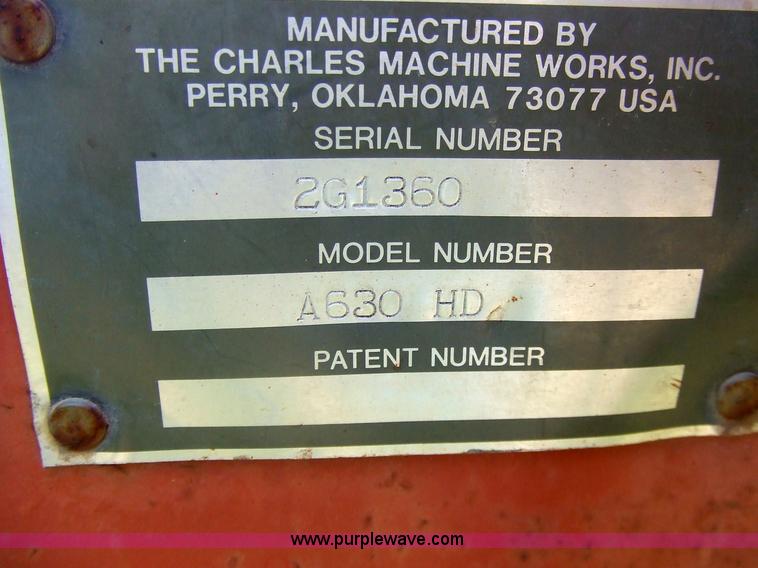 MANUFACTURED BY
THE CHARLES MACHINE WORKS, INC.
PERRY, OKLAHOMA 73077 USA
SERIAL NUMBER
2G1360
MODEL NUMBER
A630 HD
PATENT NUMBER
www.purplewave.com